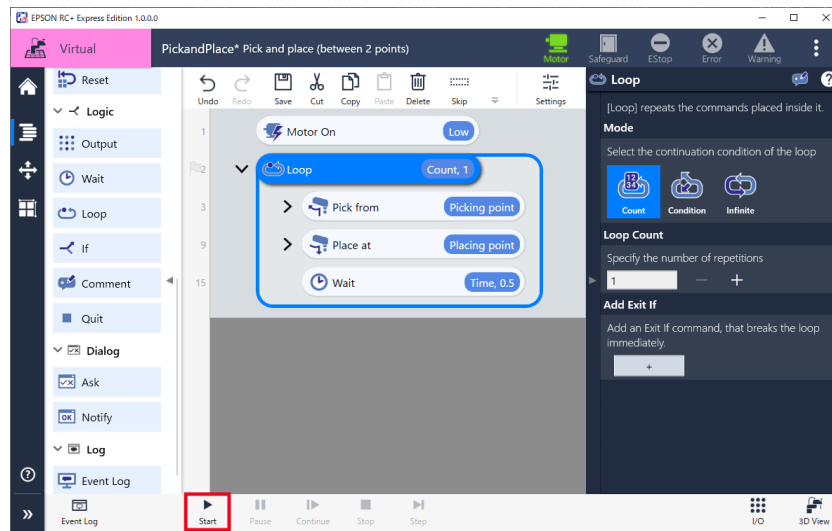 EPSON RC+ Express Edition 1.0.0.0
Virtual
PickandPlace* Pick and place (between 2 points)
Motor
Safeguard
EStop
Error
Warning
Reset
Logic
Output
Wait
Loop
If
Comment
Quit
Dialog
Ask
OK
Notify
Log
Event Log
Undo
Redo
Save
Cut
Copy
Paste
Delete
Skip
Settings
1
Motor On
Low
2
Loop
Count, 1
3
Pick from
Picking point
9
Place at
Placing point
15
Wait
Time, 0.5
Loop
?
[Loop] repeats the commands placed inside it.
Mode
Select the continuation condition of the loop
12
34
Count
Condition
Infinite
Loop Count
Specify the number of repetitions
1
Add Exit If
Add an Exit If command, that breaks the loop
immediately.
+
?
»
Event Log
Start
Pause
Continue
Stop
Step
I/O
3D View